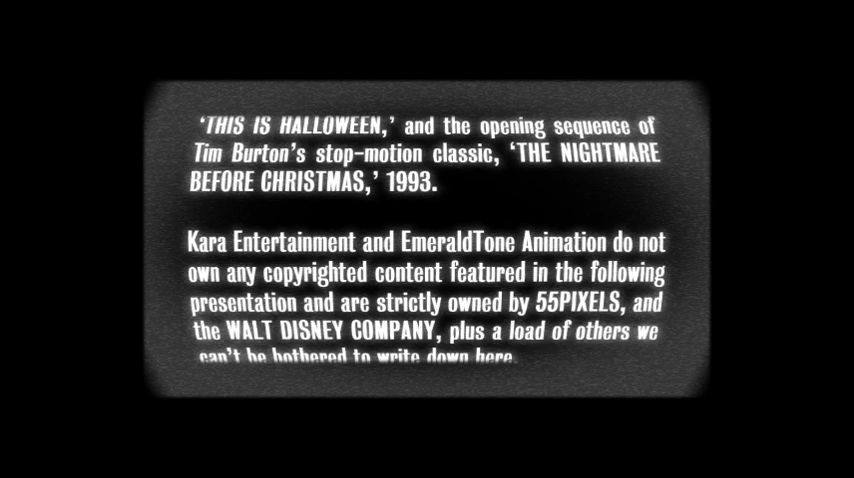 ‘THIS IS HALLOWEEN,’ and the opening sequence of
Tim Burton’s stop-motion classic, ‘THE NIGHTMARE
BEFORE CHRISTMAS,’ 1993.
Kara Entertainment and EmeraldTone Animation do not
own any copyrighted content featured in the following
presentation and are strictly owned by 55PIXELS, and
the WALT DISNEY COMPANY, plus a load of others we
can’t be bothered to write down here.